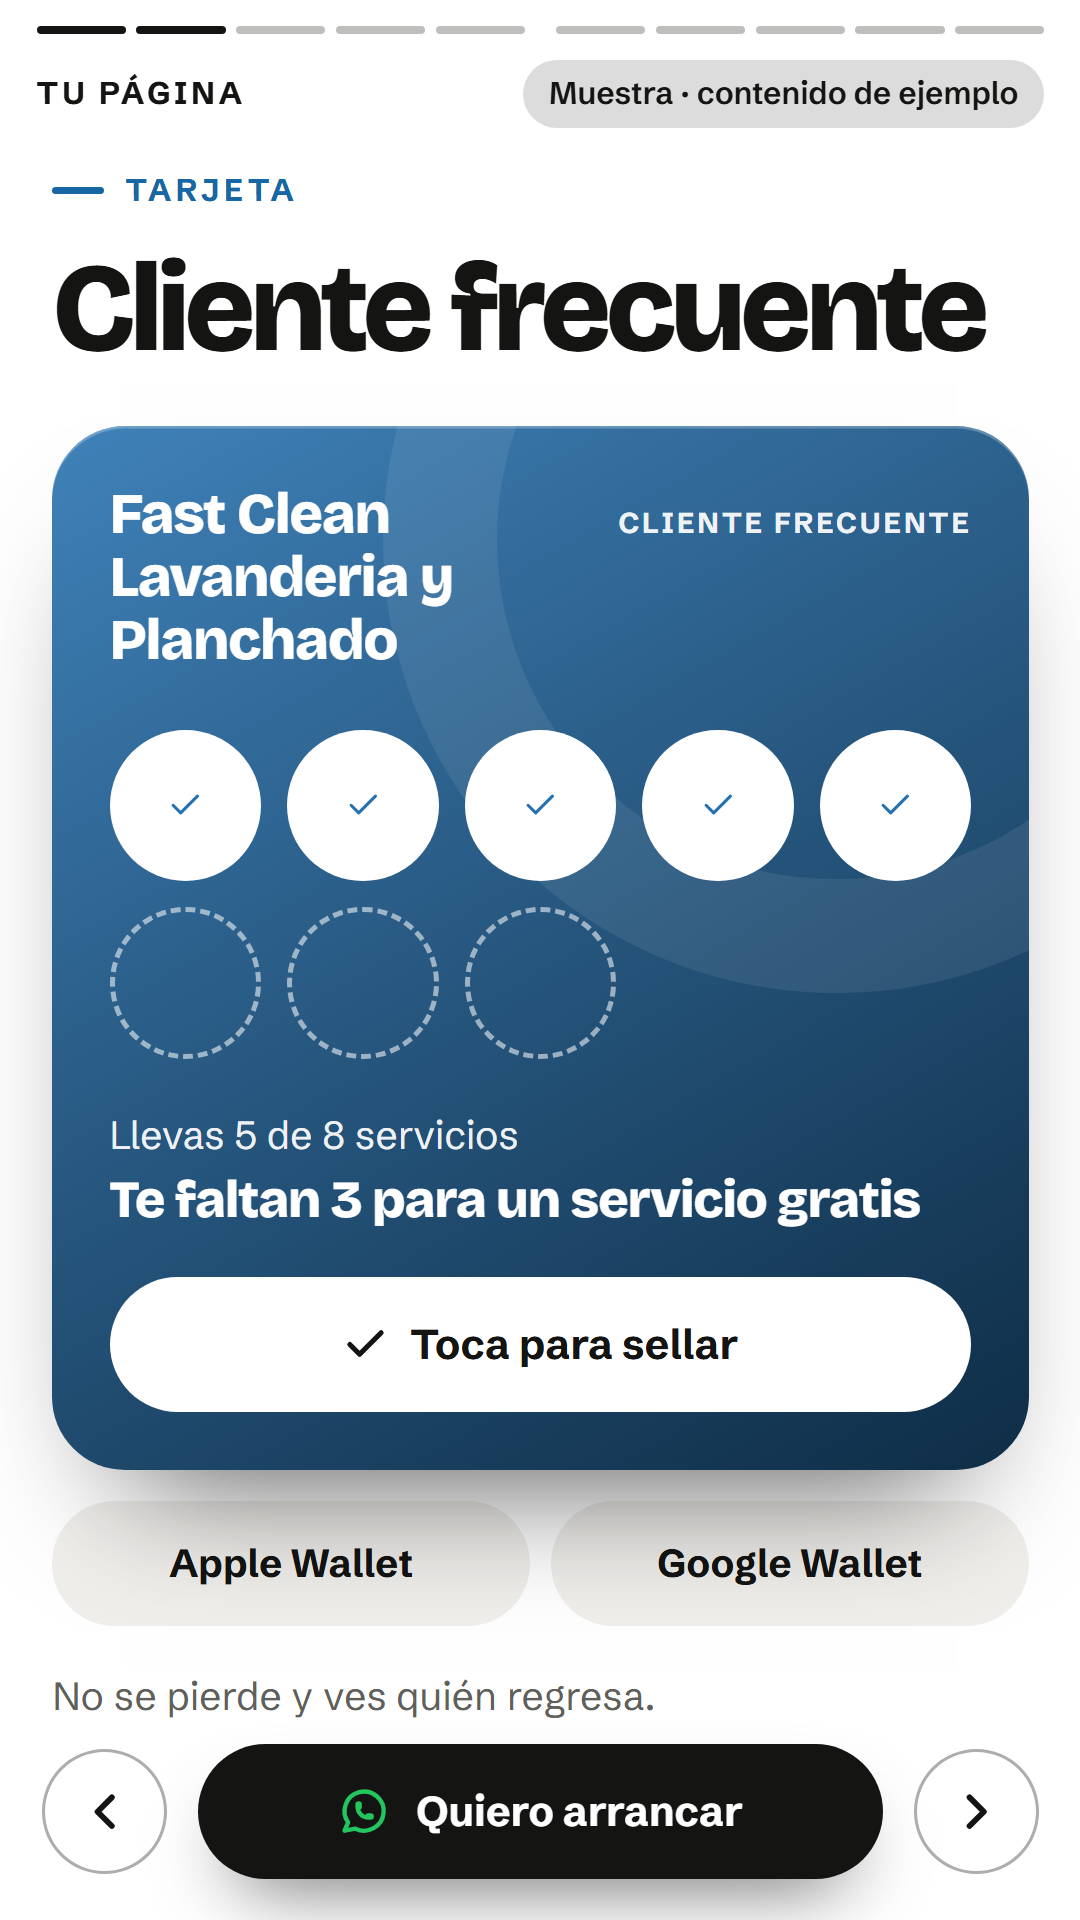 TU PÁGINA
Muestra · contenido de ejemplo
TARJETA
Cliente frecuente
Fast Clean
Lavanderia y
Planchado
CLIENTE FRECUENTE
Llevas 5 de 8 servicios
Te faltan 3 para un servicio gratis
Toca para sellar
Apple Wallet
Google Wallet
No se pierde y ves quién regresa.
Quiero arrancar